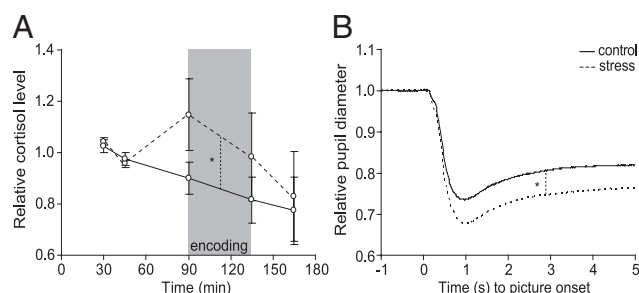 A
Relative cortisol level
1.4
1.2
1.0
0.8
0.6
*
encoding
0 30 60 90 120 150 180
Time (min)
B
control
stress
Relative pupil diameter
1.1
1.0
0.9
0.8
0.7
0.6
*
-1 0 1 2 3 4 5
Time (s) to picture onset